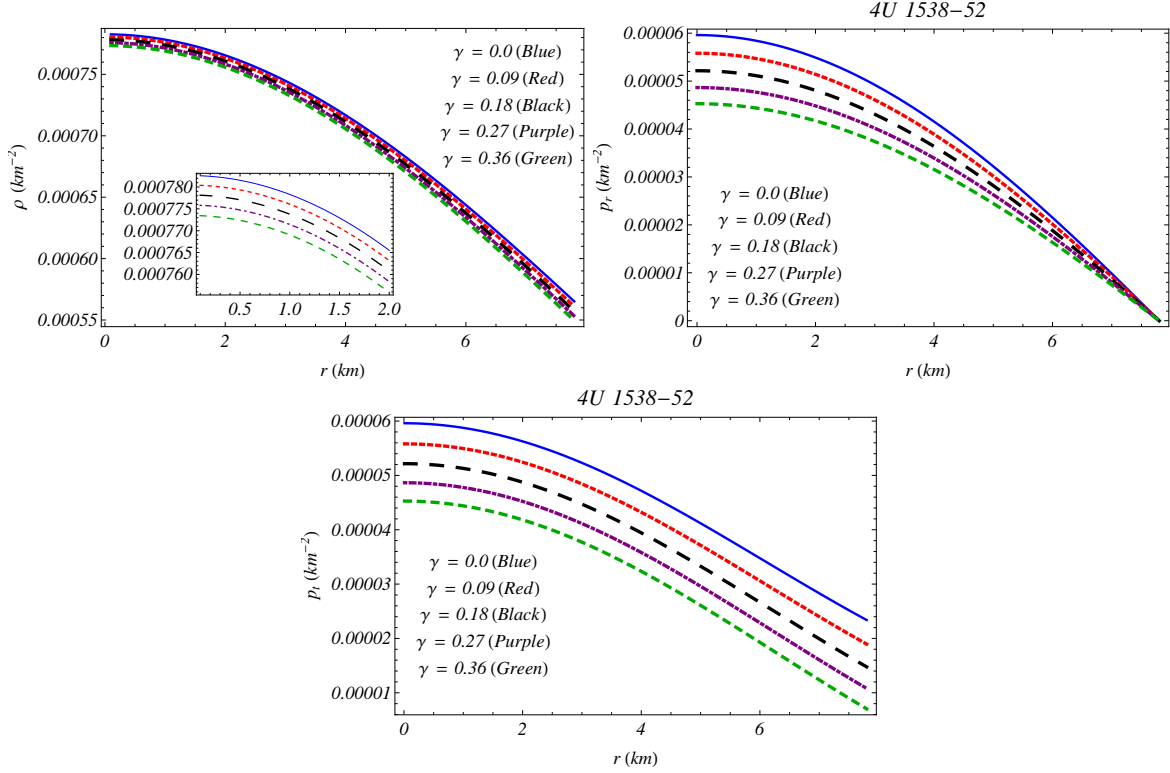 0.00075
0.00070
0.00065
0.00060
0.00055
ρ (km⁻²)
γ = 0.0 (Blue)
γ = 0.09 (Red)
γ = 0.18 (Black)
γ = 0.27 (Purple)
γ = 0.36 (Green)
0.000780
0.000775
0.000765
0.000760
0.5 1.0 1.5 2.0
0 2 4 6
r (km)
4U 1538−52
0.00006
0.00005
0.00004
0.00003
0.00002
0.00001
0
pᵣ (km⁻²)
γ = 0.0 (Blue)
γ = 0.09 (Red)
γ = 0.18 (Black)
γ = 0.27 (Purple)
γ = 0.36 (Green)
0 2 4 6
r (km)
4U 1538−52
0.00006
0.00005
0.00004
0.00003
0.00002
0.00001
pₜ (km⁻²)
γ = 0.0 (Blue)
γ = 0.09 (Red)
γ = 0.18 (Black)
γ = 0.27 (Purple)
γ = 0.36 (Green)
0 2 4 6
r (km)